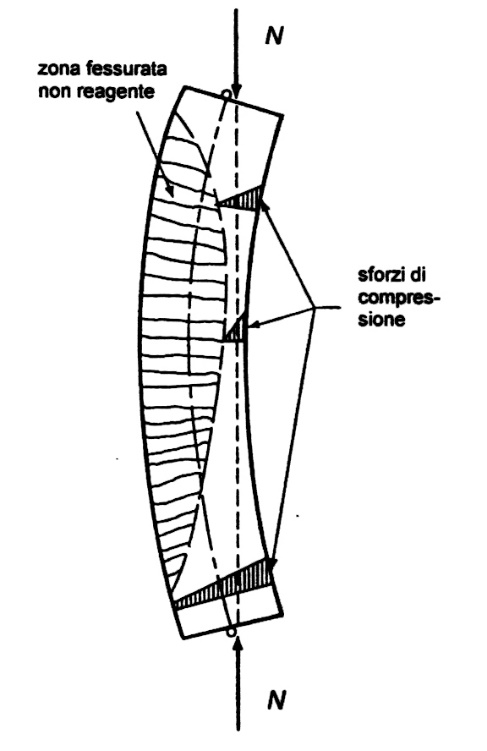 N
zona fessurata
non reagente
sforzi di
compres-
sione
N